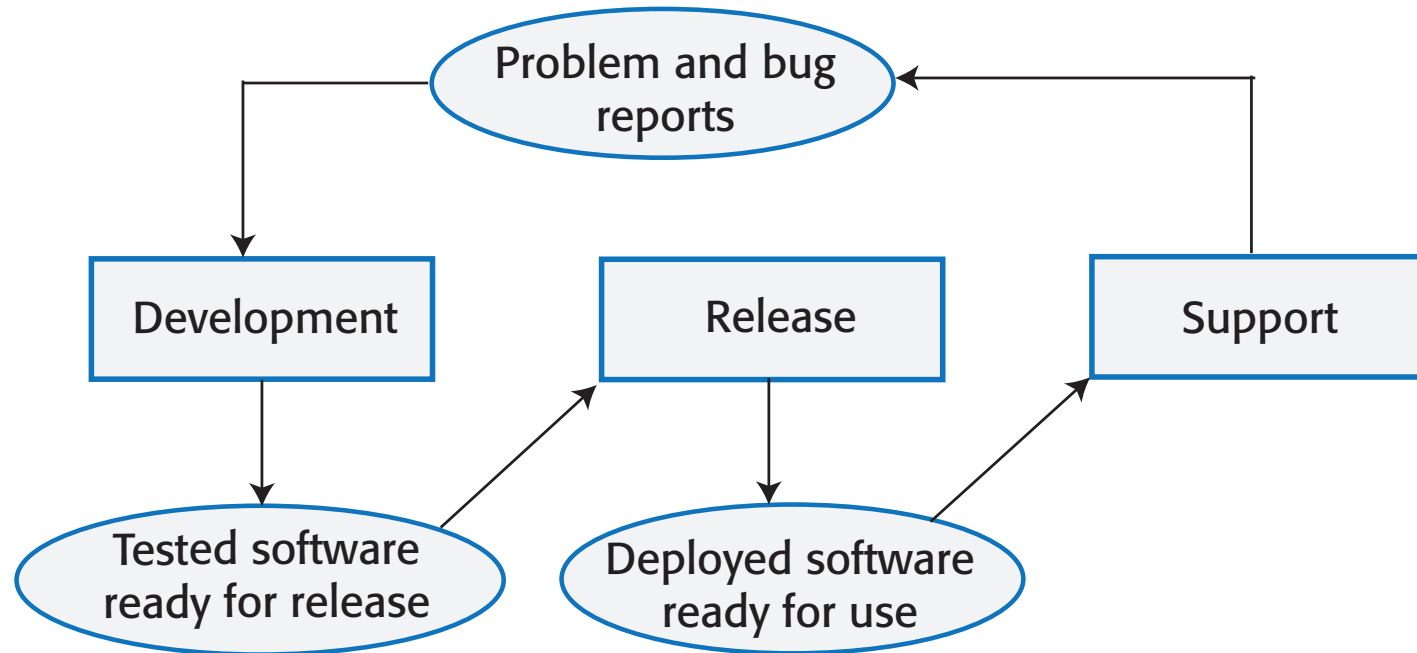 Problem and bug
reports
Development
Release
Support
Tested software
ready for release
Deployed software
ready for use